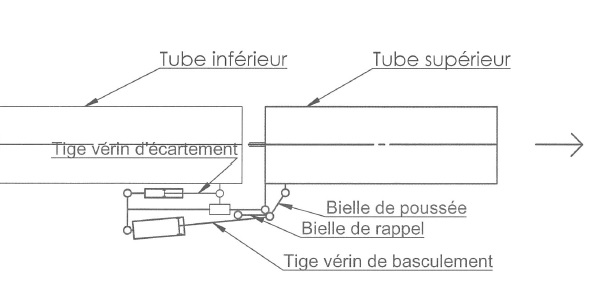 Tube inférieur
Tube supérieur
Tige vérin d'écartement
Bielle de poussée
Bielle de rappel
Tige vérin de basculement